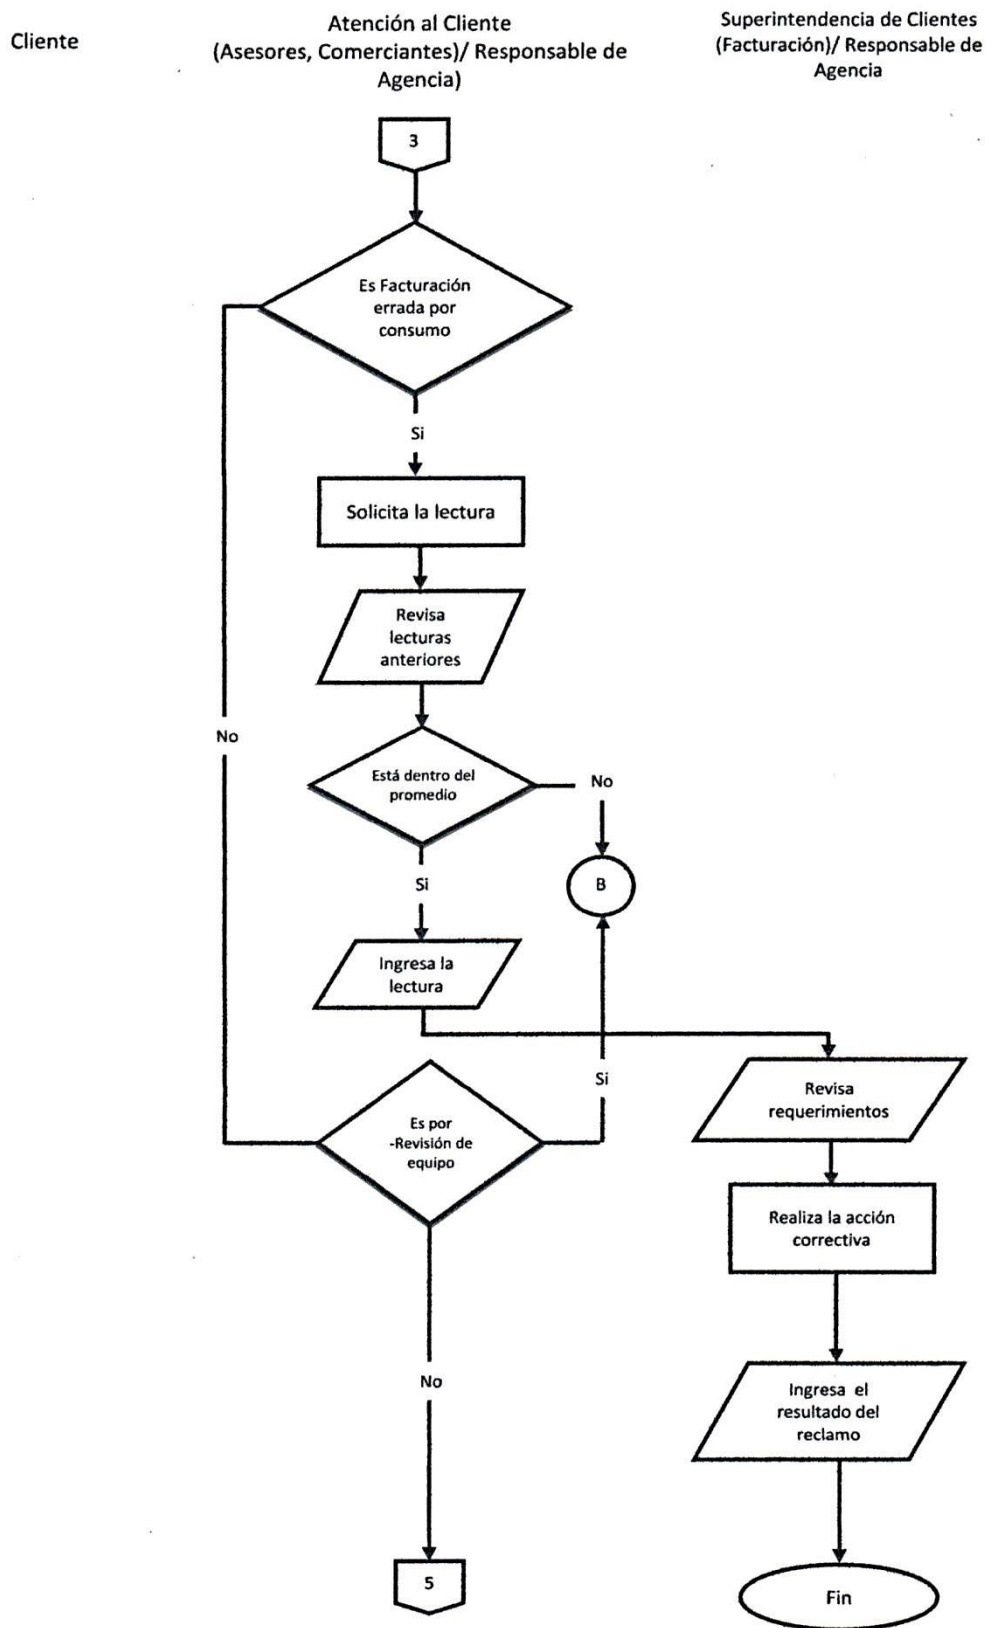 Cliente
Atención al Cliente
(Asesores, Comerciantes)/ Responsable de
Agencia)
Superintendencia de Clientes
(Facturación)/ Responsable de
Agencia
3
Es Facturación
errada por
consumo
Si
Solicita la lectura
Revisa
lecturas
anteriores
No
Está dentro del
promedio
No
B
Si
Ingresa la
lectura
Si
Es por
-Revisión de
equipo
Revisa
requerimientos
Realiza la acción
correctiva
No
Ingresa el
resultado del
reclamo
5
Fin